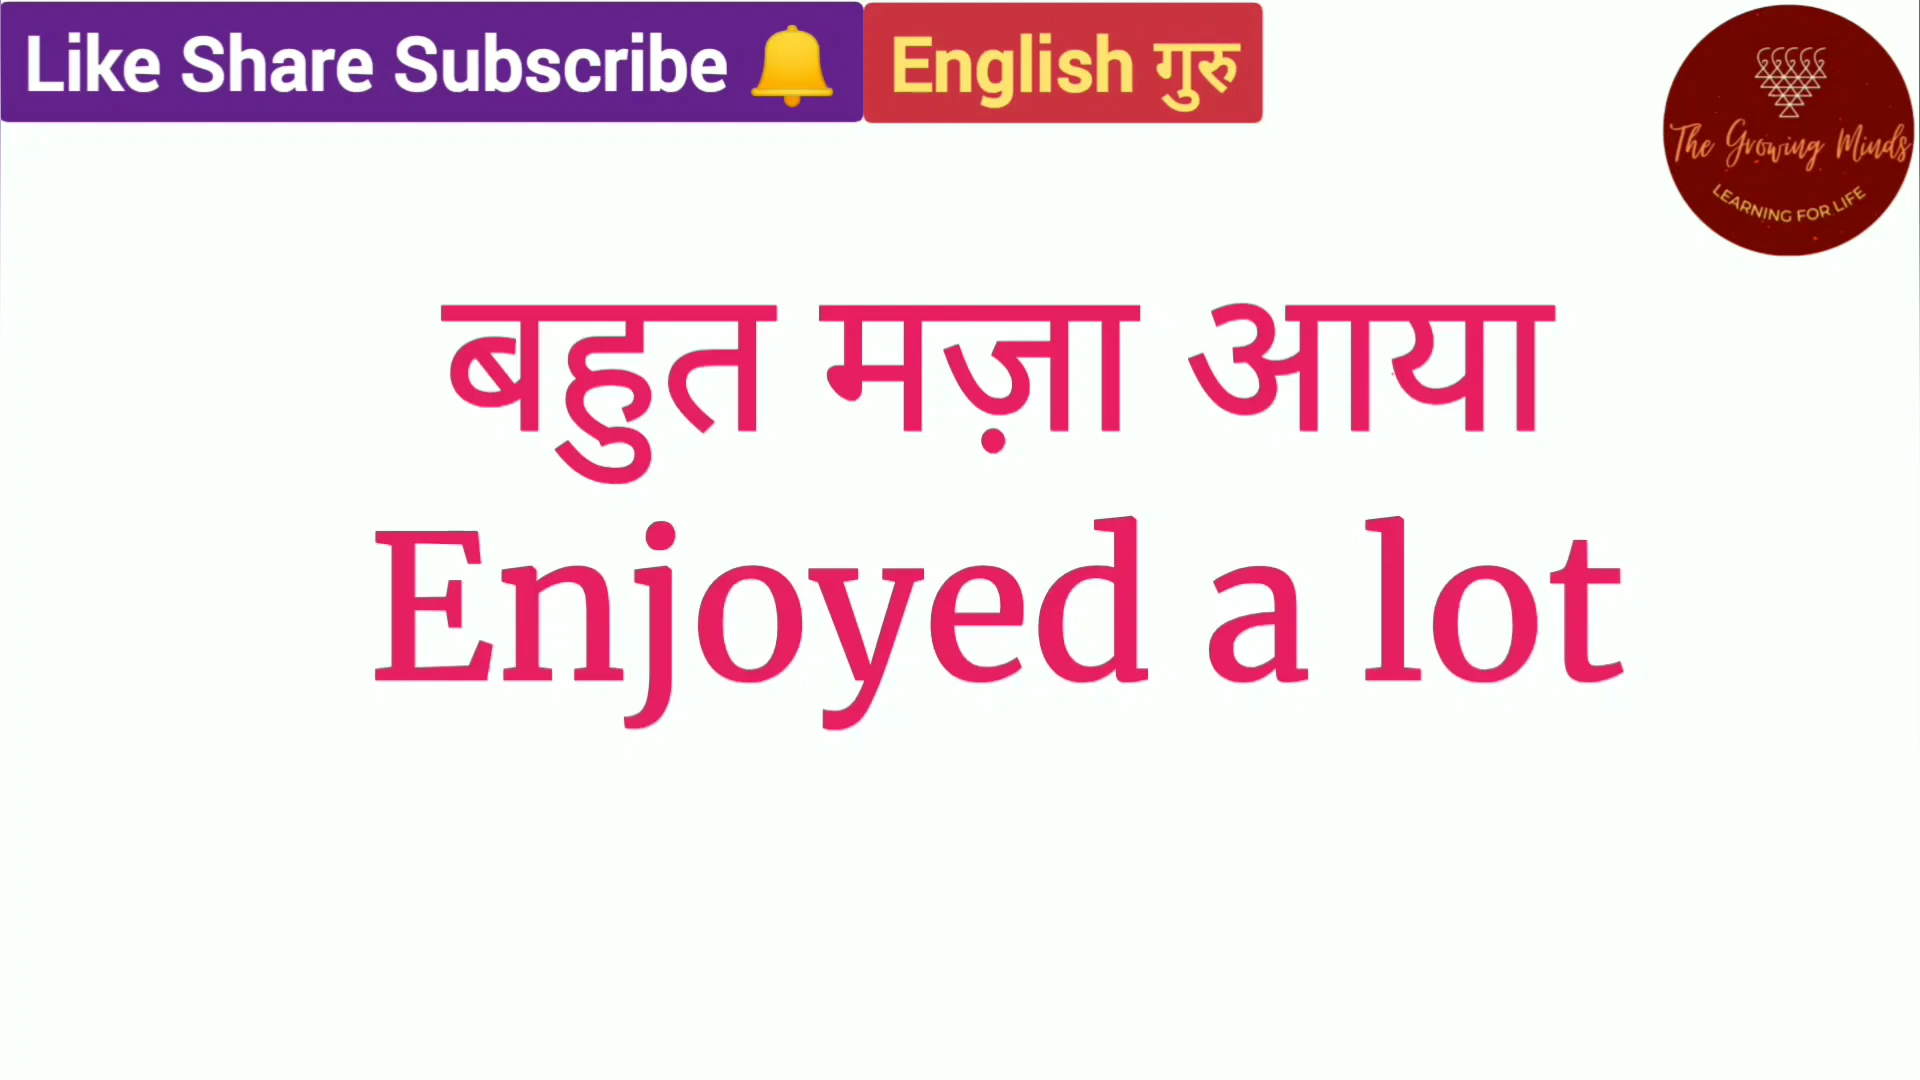 Like Share Subscribe 🔔 English गुरु
The Growing Minds
LEARNING FOR LIFE
बहुत मज़ा आया
Enjoyed a lot